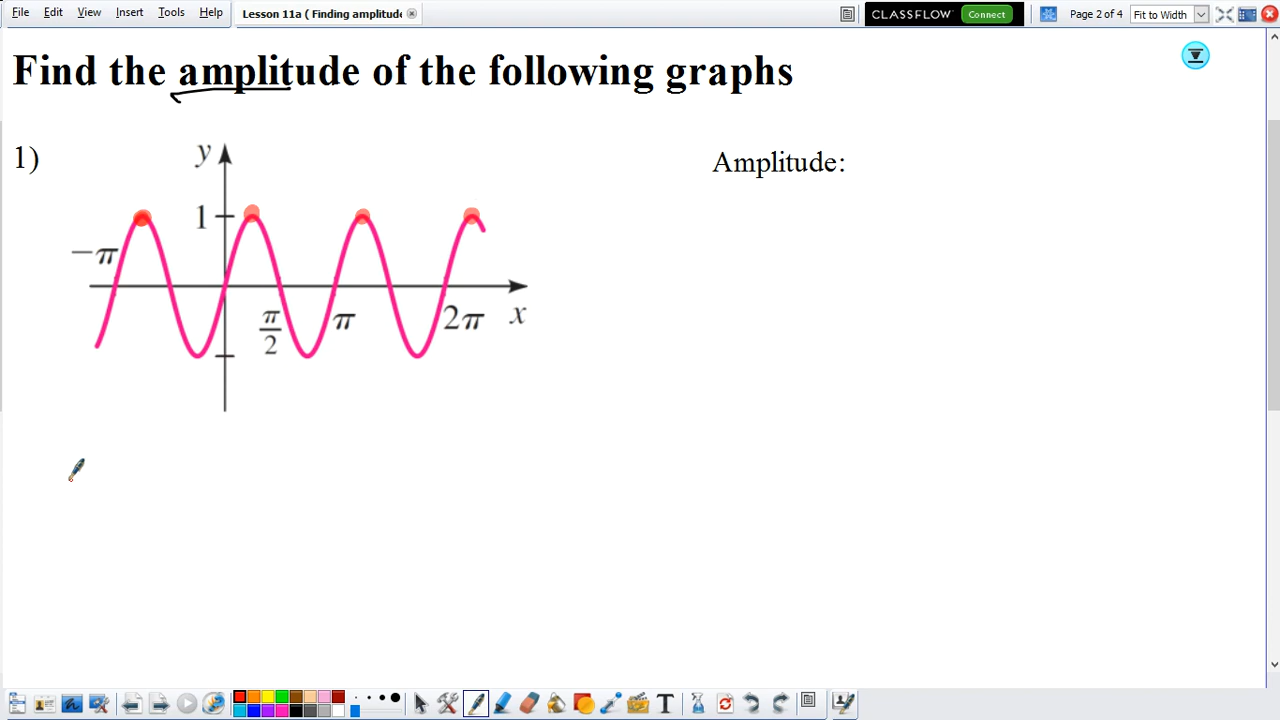 File Edit View Insert Tools Help Lesson 11a ( Finding amplitude CLASSFLOW Connect Page 2 of 4 Fit to Width
Find the amplitude of the following graphs
1)
Amplitude:
y
1
−π
π/2
π
2π
x
T